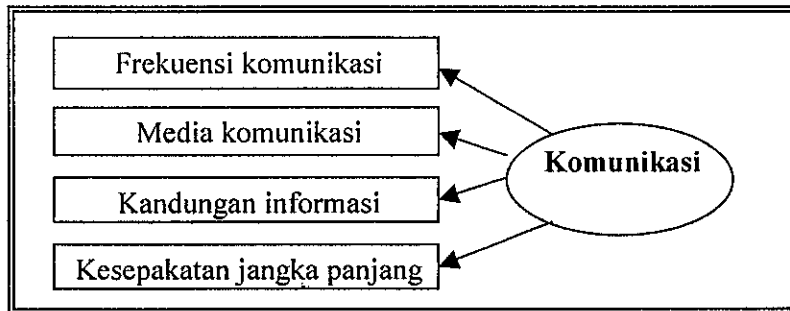 Frekuensi komunikasi
Media komunikasi
Komunikasi
Kandungan informasi
Kesepakatan jangka panjang